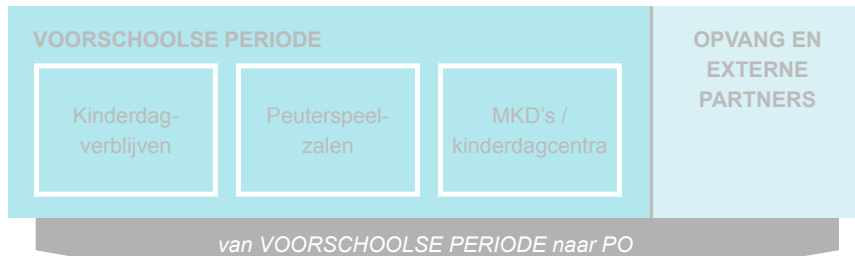 VOORSCHOOLSE PERIODE
Kinderdag-
verblijven
Peuterspeel-
zalen
MKD's /
kinderdagcentra
OPVANG EN
EXTERNE
PARTNERS
van VOORSCHOOLSE PERIODE naar PO